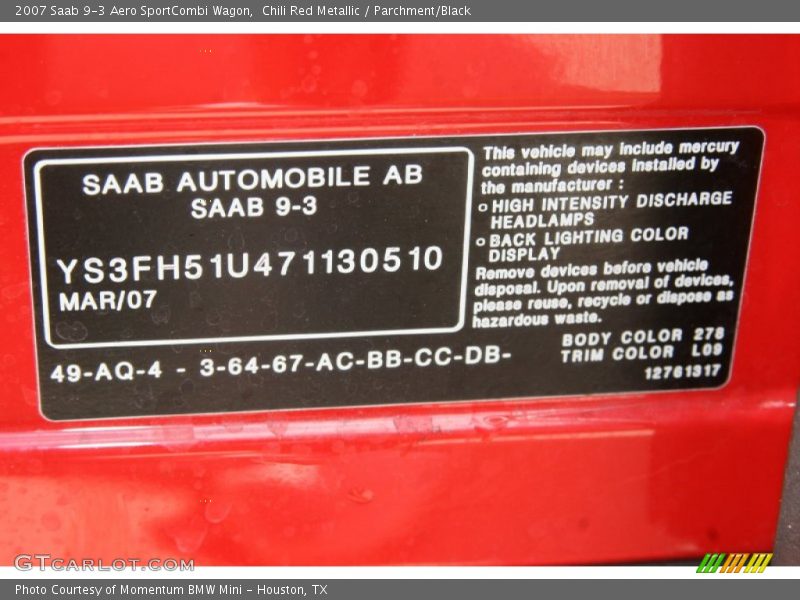 2007 Saab 9-3 Aero SportCombi Wagon,  Chili Red Metallic / Parchment/Black
SAAB AUTOMOBILE AB
SAAB 9-3
YS3FH51U471130510
MAR/07
49-AQ-4 - 3-64-67-AC-BB-CC-DB-
This vehicle may include mercury
containing devices installed by
the manufacturer :
o HIGH INTENSITY DISCHARGE
HEADLAMPS
o BACK LIGHTING COLOR
DISPLAY
Remove devices before vehicle
disposal. Upon removal of devices,
please reuse, recycle or dispose as
hazardous waste.
BODY COLOR 278
TRIM COLOR L09
12761317
GTCARLOT.COM
Photo Courtesy of Momentum BMW Mini - Houston, TX